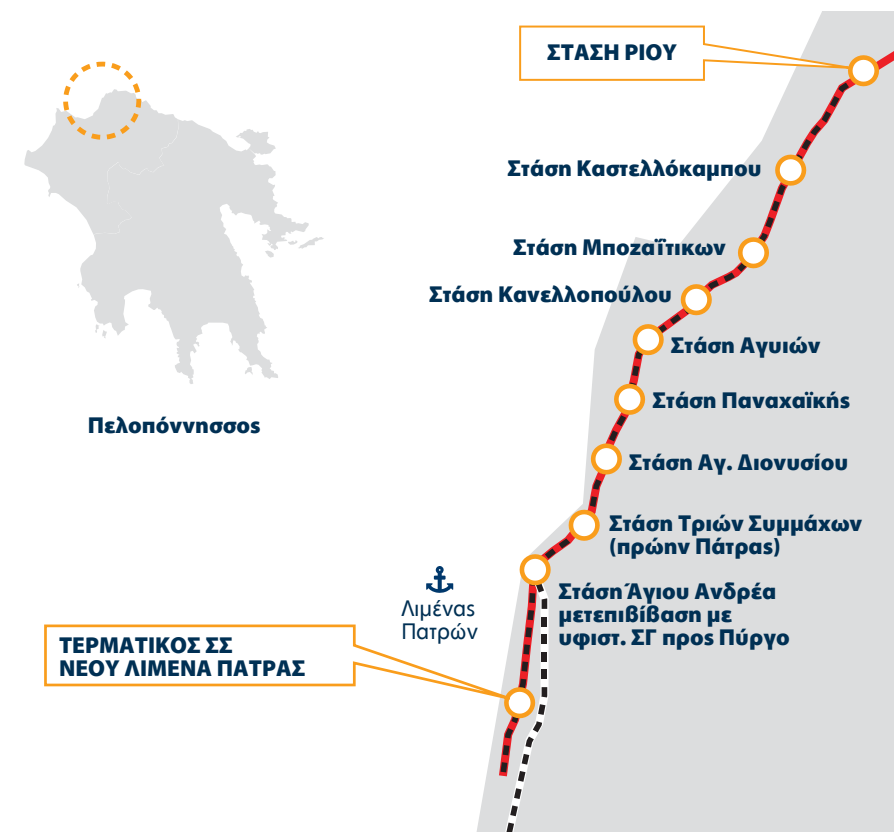 ΣΤΑΣΗ ΡΙΟΥ
Στάση Καστελλόκαμπου
Στάση Μποζαΐτικων
Στάση Κανελλοπούλου
Στάση Αγυιών
Στάση Παναχαϊκής
Στάση Αγ. Διονυσίου
Στάση Τριών Συμμάχων
(πρώην Πάτρας)
Στάση Άγιου Ανδρέα
μετεπιβίβαση με
υφιστ. ΣΓ προς Πύργο
Λιμένας
Πατρών
ΤΕΡΜΑΤΙΚΟΣ ΣΣ
ΝΕΟΥ ΛΙΜΕΝΑ ΠΑΤΡΑΣ
Πελοπόννησσος